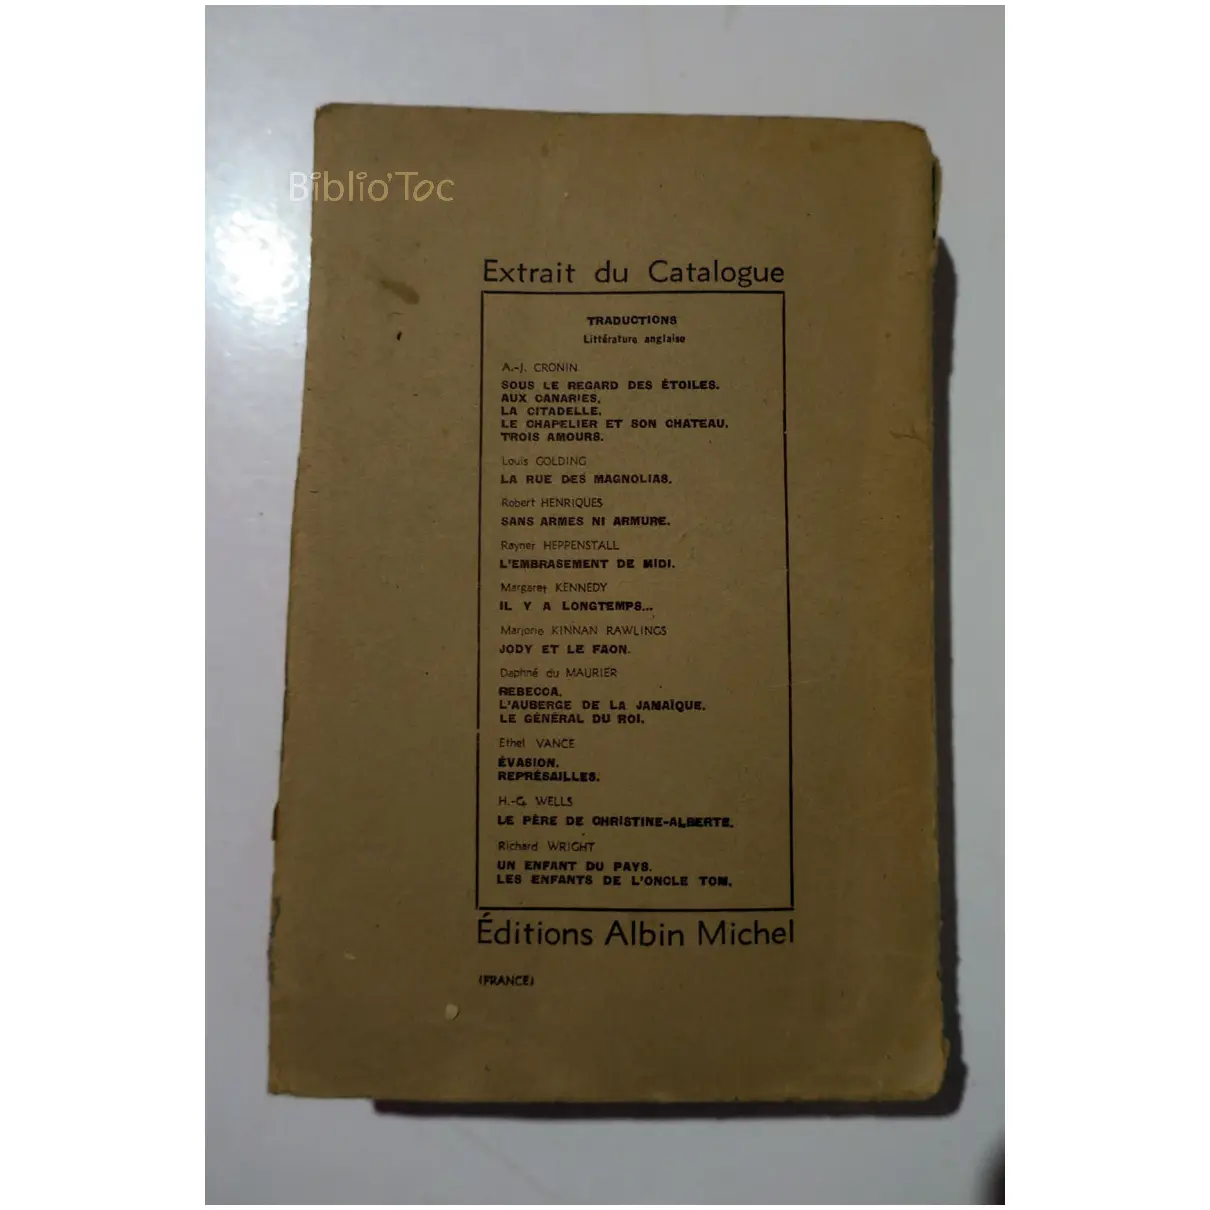 Biblio'Toc
Extrait du Catalogue
TRADUCTIONS
Littérature anglaise
A.-J. CRONIN
SOUS LE REGARD DES ÉTOILES.
AUX CANARIES.
LA CITADELLE.
LE CHAPELIER ET SON CHATEAU.
TROIS AMOURS.
Louis GOLDING
LA RUE DES MAGNOLIAS.
Robert HENRIQUES
SANS ARMES NI ARMURE.
Rayner HEPPENSTALL
L'EMBRASEMENT DE MIDI.
Margaret KENNEDY
IL Y A LONGTEMPS...
Marjorie KINNAN RAWLINGS
JODY ET LE FAON.
Daphné du MAURIER
REBECCA.
L'AUBERGE DE LA JAMAÏQUE.
LE GÉNÉRAL DU ROI.
Ethel VANCE
ÉVASION.
REPRÉSAILLES.
H.-G. WELLS
LE PÈRE DE CHRISTINE-ALBERTE.
Richard WRIGHT
UN ENFANT DU PAYS.
LES ENFANTS DE L'ONCLE TOM.
Éditions Albin Michel
(FRANCE)